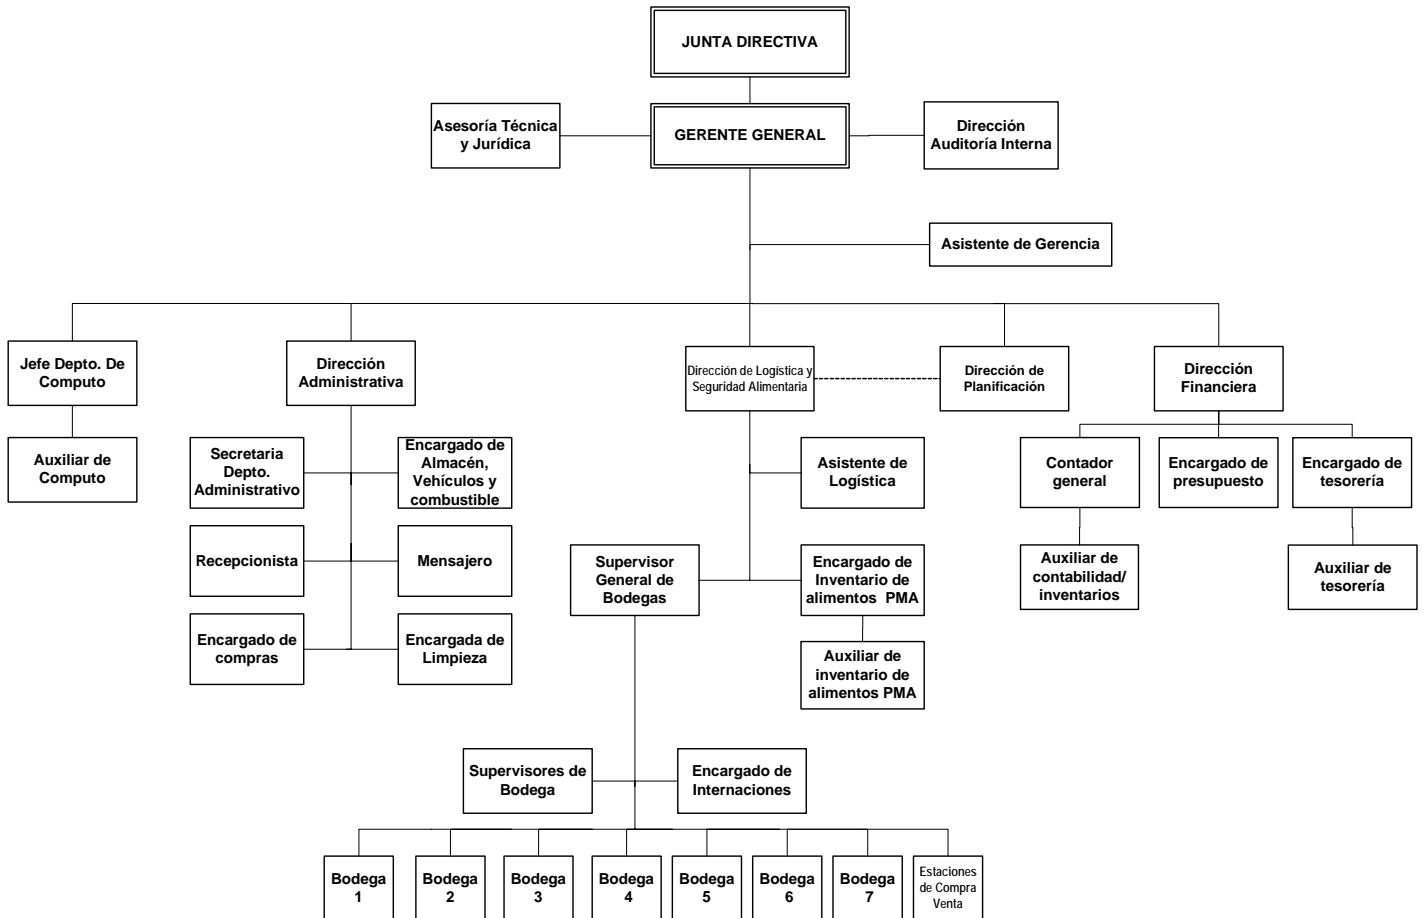 JUNTA DIRECTIVA
Asesoría Técnica
y Jurídica
GERENTE GENERAL
Dirección
Auditoría Interna
Asistente de Gerencia
Jefe Depto. De
Computo
Dirección
Administrativa
Dirección de Logística y
Seguridad Alimentaria
Dirección de
Planificación
Dirección
Financiera
Auxiliar de
Computo
Secretaria
Depto.
Administrativo
Encargado de
Almacén,
Vehículos y
combustible
Asistente de
Logística
Contador
general
Encargado de
presupuesto
Encargado de
tesorería
Recepcionista
Mensajero
Supervisor
General de
Bodegas
Encargado de
Inventario de
alimentos PMA
Auxiliar de
contabilidad/
inventarios
Auxiliar de
tesorería
Encargado de
compras
Encargada de
Limpieza
Auxiliar de
inventario de
alimentos PMA
Supervisores de
Bodega
Encargado de
Internaciones
Bodega
1
Bodega
2
Bodega
3
Bodega
4
Bodega
5
Bodega
6
Bodega
7
Estaciones
de Compra
Venta